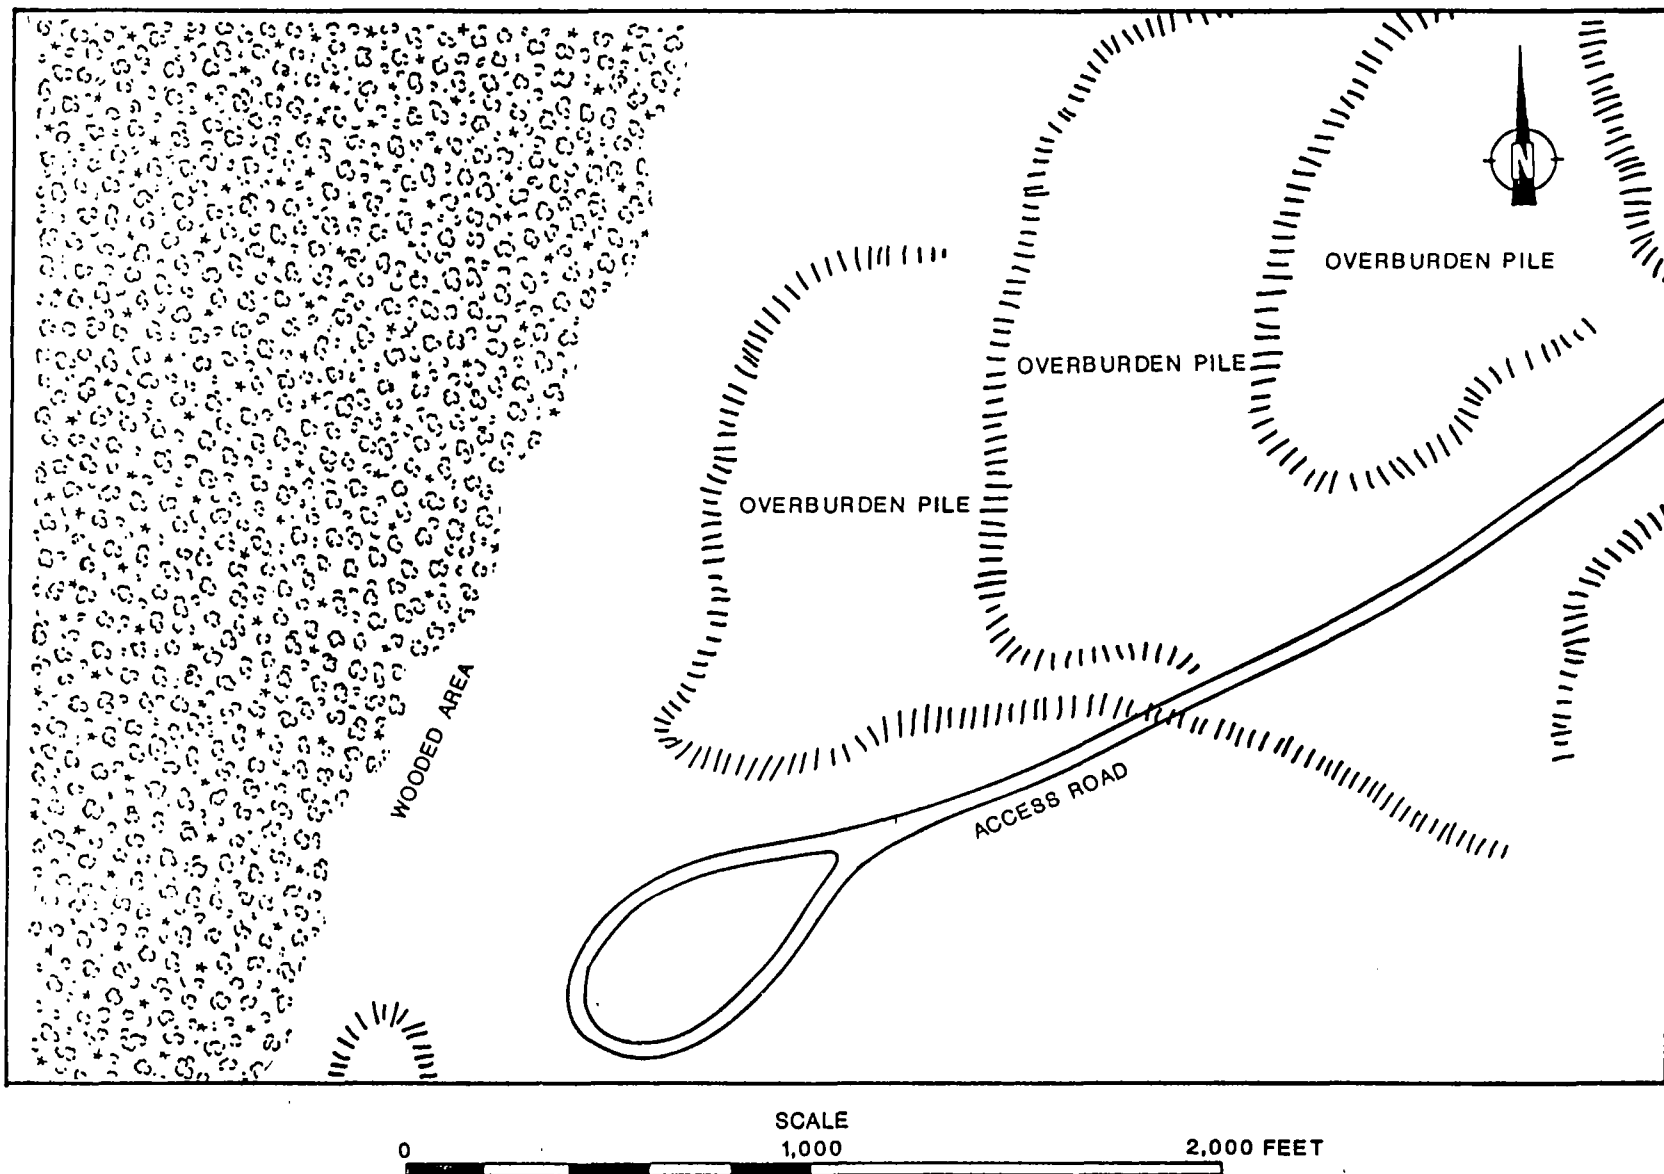 N
OVERBURDEN PILE
OVERBURDEN PILE
OVERBURDEN PILE
WOODED AREA
ACCESS ROAD
SCALE
0 1,000 2,000 FEET